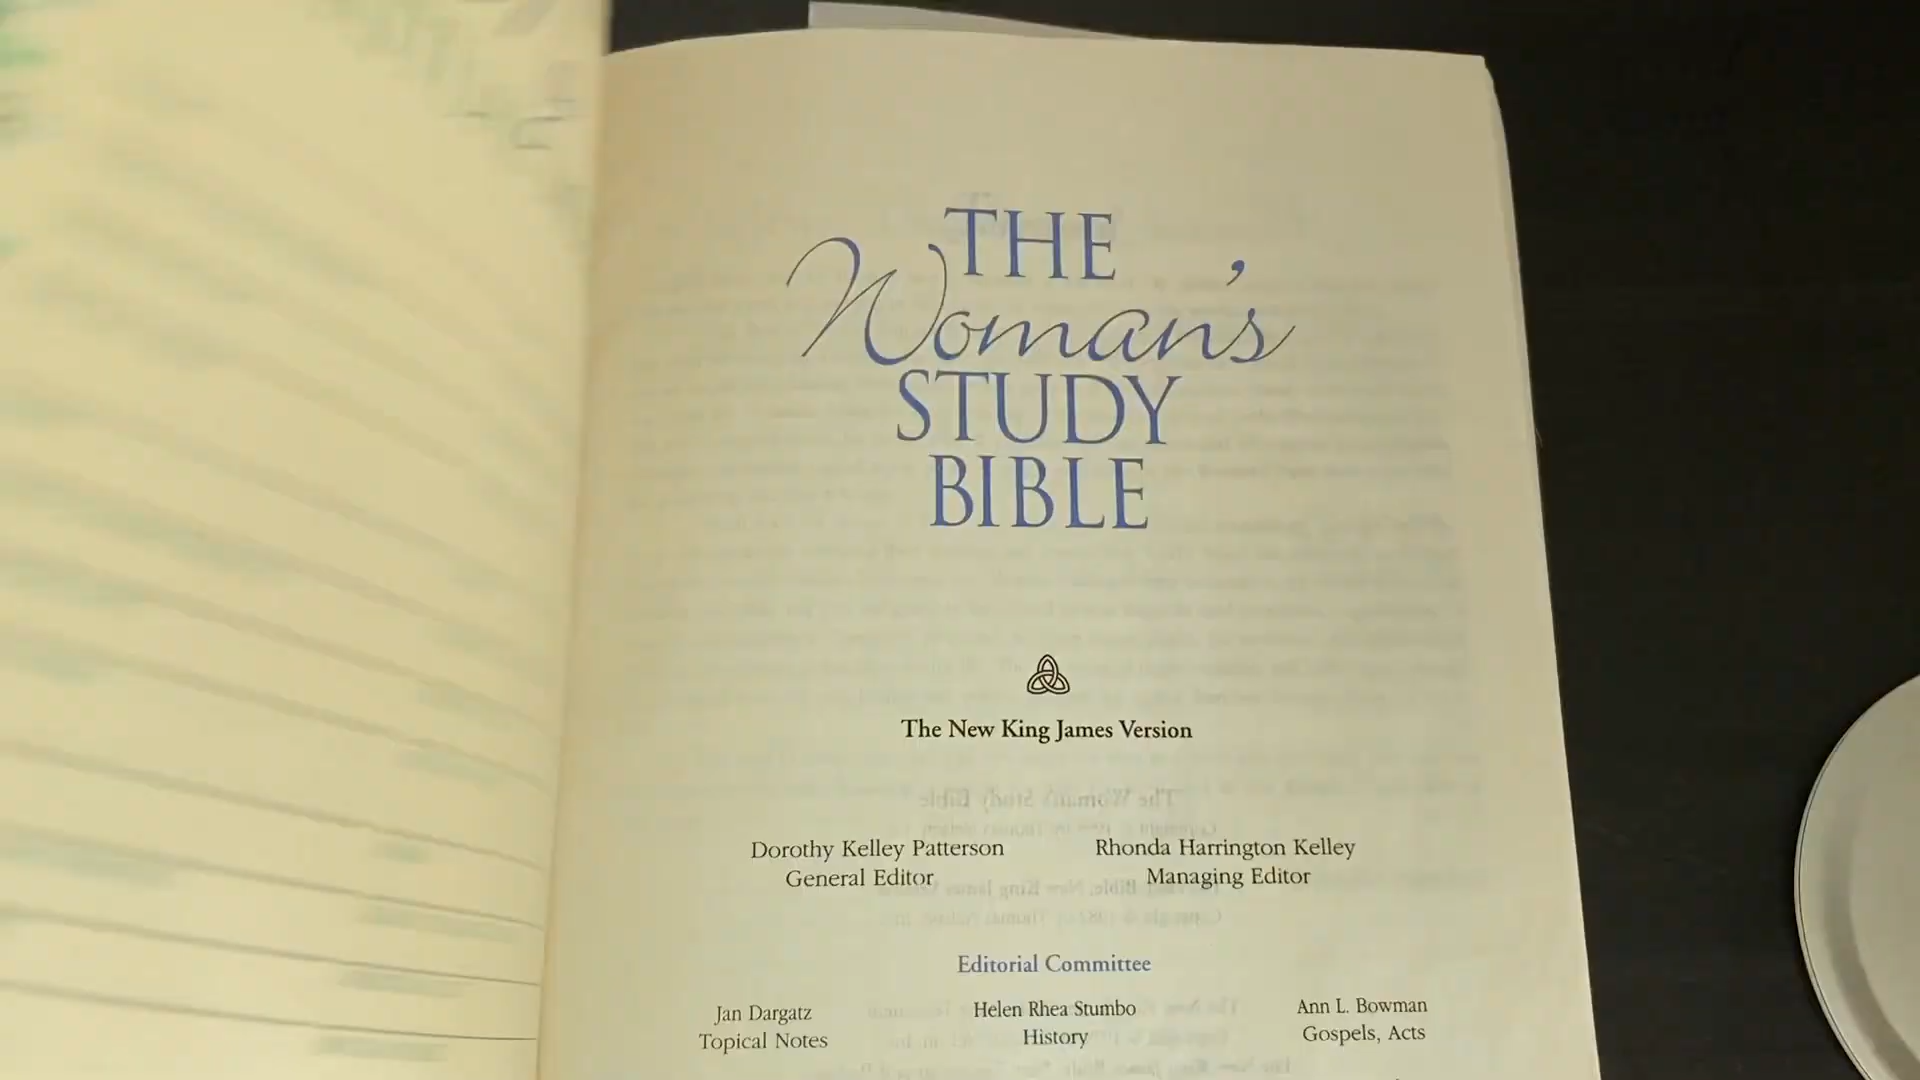 THE
Woman's
STUDY
BIBLE
The New King James Version
Dorothy Kelley Patterson
General Editor
Rhonda Harrington Kelley
Managing Editor
Editorial Committee
Jan Dargatz
Topical Notes
Helen Rhea Stumbo
History
Ann L. Bowman
Gospels, Acts